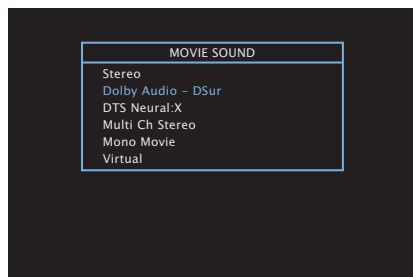 MOVIE SOUND
Stereo
Dolby Audio – DSur
DTS Neural:X
Multi Ch Stereo
Mono Movie
Virtual